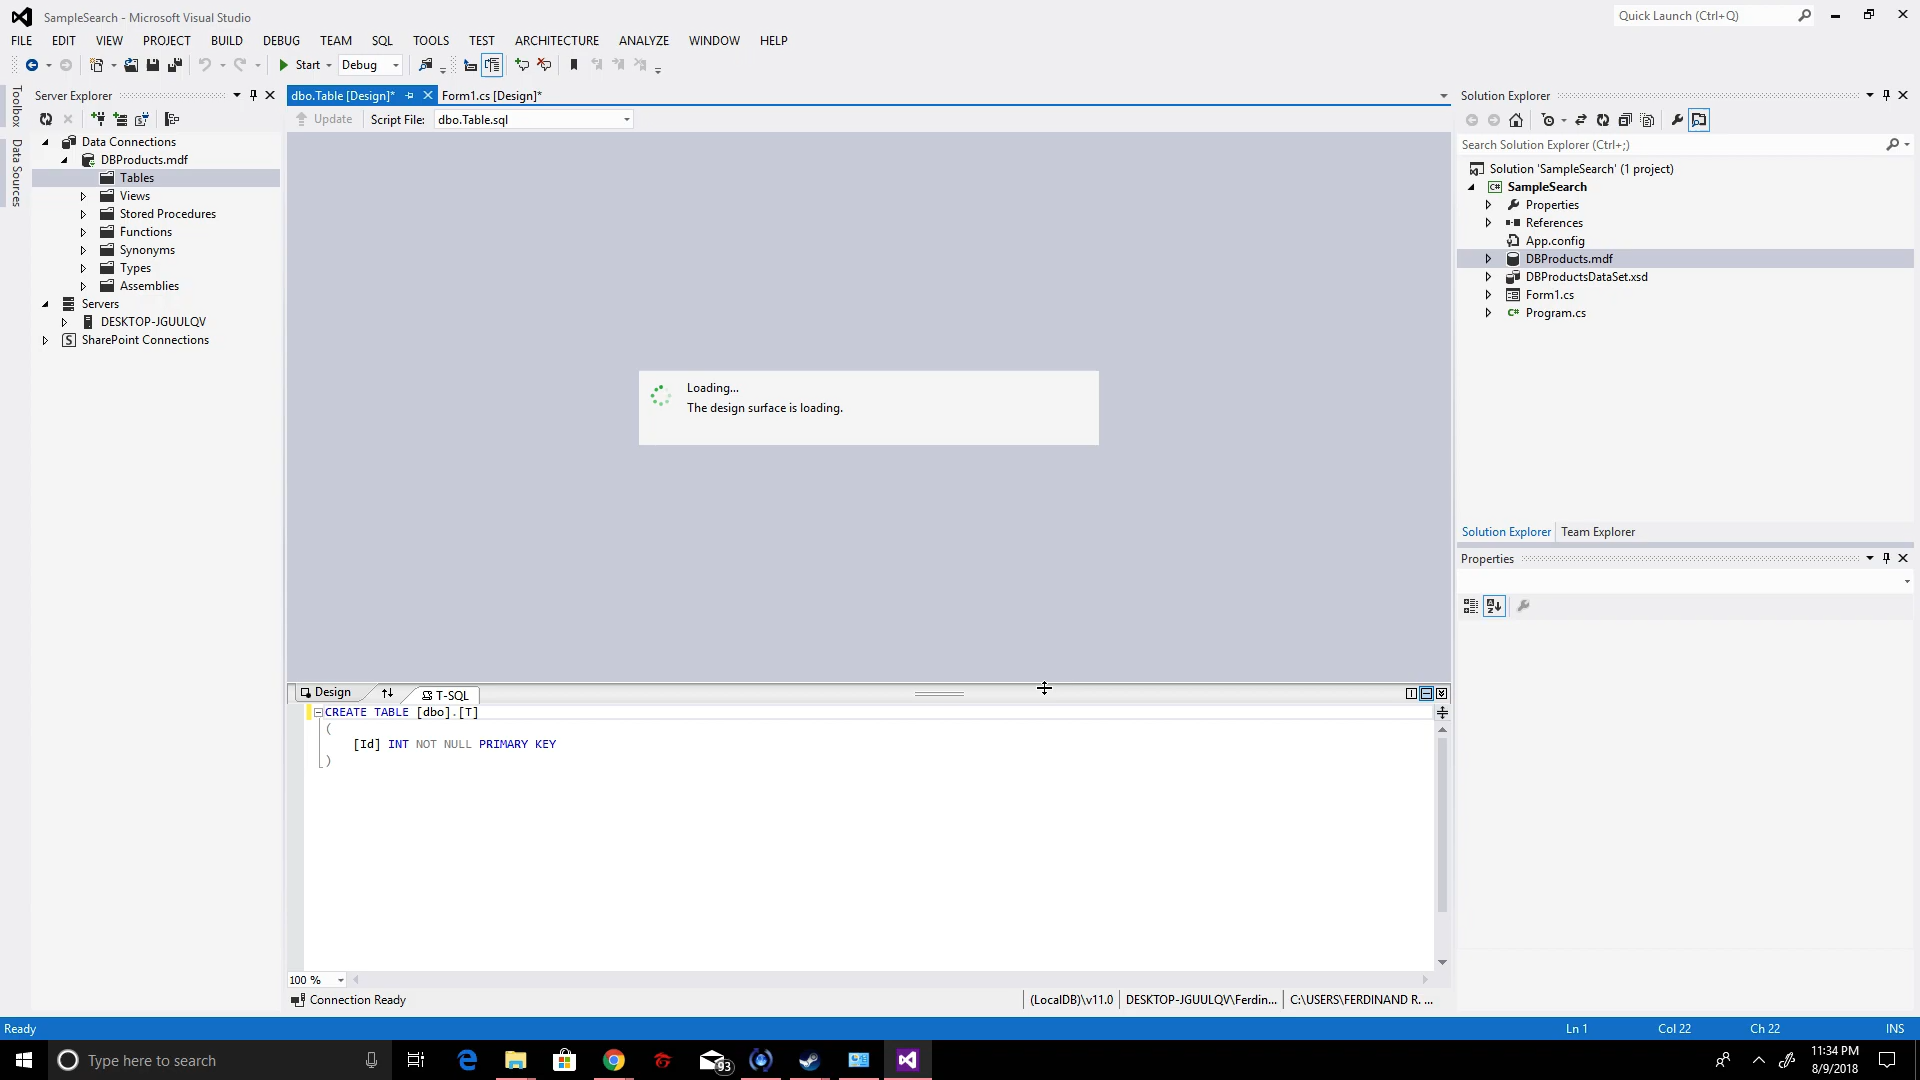 SampleSearch - Microsoft Visual Studio
Quick Launch (Ctrl+Q)
FILE EDIT VIEW PROJECT BUILD DEBUG TEAM SQL TOOLS TEST ARCHITECTURE ANALYZE WINDOW HELP
Start Debug
Toolbox
Data Sources
Server Explorer
Data Connections
DBProducts.mdf
Tables
Views
Stored Procedures
Functions
Synonyms
Types
Assemblies
Servers
DESKTOP-JGUULQV
SharePoint Connections
dbo.Table [Design]* Form1.cs [Design]*
Update Script File: dbo.Table.sql
Loading...
The design surface is loading.
Design T-SQL
CREATE TABLE [dbo].[T]
(
[Id] INT NOT NULL PRIMARY KEY
)
100 %
Connection Ready (LocalDB)\v11.0 DESKTOP-JGUULQV\Ferdin... C:\USERS\FERDINAND R. ...
Solution Explorer
Search Solution Explorer (Ctrl+;)
Solution 'SampleSearch' (1 project)
C# SampleSearch
Properties
References
App.config
DBProducts.mdf
DBProductsDataSet.xsd
Form1.cs
C# Program.cs
Solution Explorer Team Explorer
Properties
Ready Ln 1 Col 22 Ch 22 INS
Type here to search
93
11:34 PM
8/9/2018